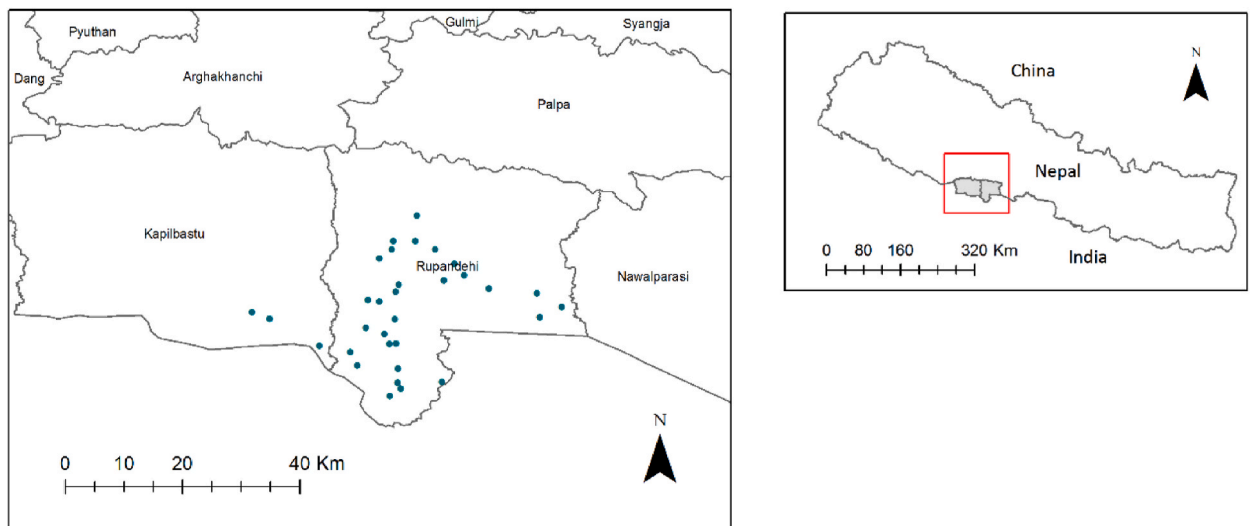 Gulmi
Syangja
Pyuthan
Dang
Arghakhanchi
Palpa
Kapilbastu
Rupandehi
Nawalparasi
N
0 10 20 40 Km
N
China
Nepal
0 80 160 320 Km
India